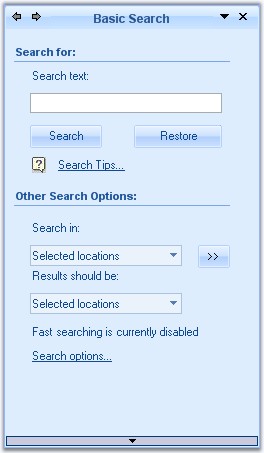 Basic Search
Search for:
Search text:
Search Restore
? Search Tips...
Other Search Options:
Search in:
Selected locations >>
Results should be:
Selected locations
Fast searching is currently disabled
Search options...